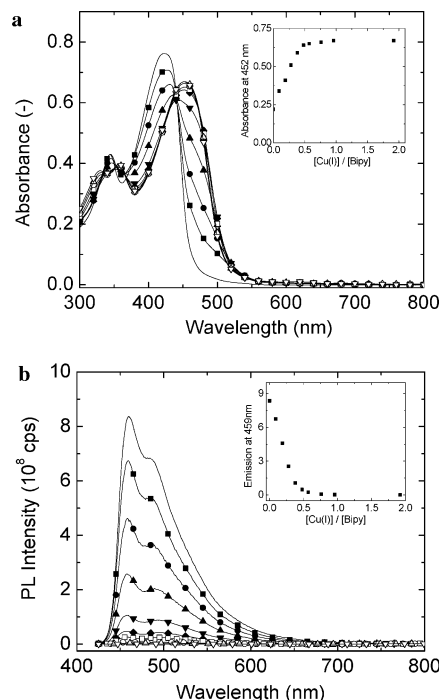 a
0.8
0.6
0.4
0.2
0.0
Absorbance (-)
300 400 500 600 700 800
Wavelength (nm)
0.75
0.50
0.25
0.00
Absorbance at 452 nm
0.0 0.5 1.0 1.5 2.0
[Cu(I)] / [Bipy]
b
10
8
6
4
2
0
PL Intensity (10⁸ cps)
400 500 600 700 800
Wavelength (nm)
9
6
3
0
Emission at 459nm
0.0 0.5 1.0 1.5 2.0
[Cu(I)] / [Bipy]